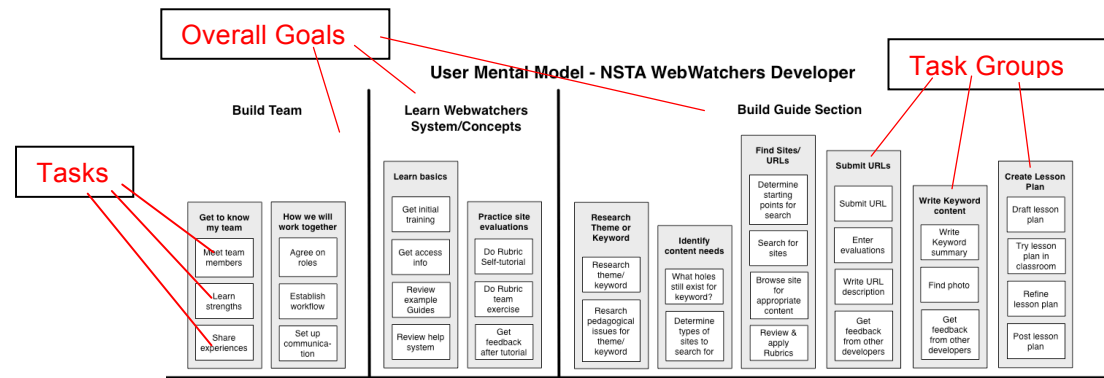 Overall Goals
Task Groups
Tasks
User Mental Model - NSTA WebWatchers Developer
Build Team
Get to know
my team
Meet team
members
Learn
strengths
Share
experiences
How we will
work together
Agree on
roles
Establish
workflow
Set up
communica-
tion
Learn Webwatchers
System/Concepts
Learn basics
Get initial
training
Get access
info
Review
example
Guides
Review help
system
Practice site
evaluations
Do Rubric
Self-tutorial
Do Rubric
team
exercise
Get
feedback
after tutorial
Build Guide Section
Research
Theme or
Keyword
Research
theme/
keyword
Resarch
pedagogical
issues for
theme/
keyword
Identify
content needs
What holes
still exist for
keyword?
Determine
types of
sites to
search for
Find Sites/
URLs
Determine
starting
points for
search
Search for
sites
Browse site
for
appropriate
content
Review &
apply
Rubrics
Submit URLs
Submit URL
Enter
evaluations
Write URL
description
Get
feedback
from other
developers
Write Keyword
content
Write
Keyword
summary
Find photo
Get
feedback
from other
developers
Create Lesson
Plan
Draft lesson
plan
Try lesson
plan in
classroom
Refine
lesson plan
Post lesson
plan